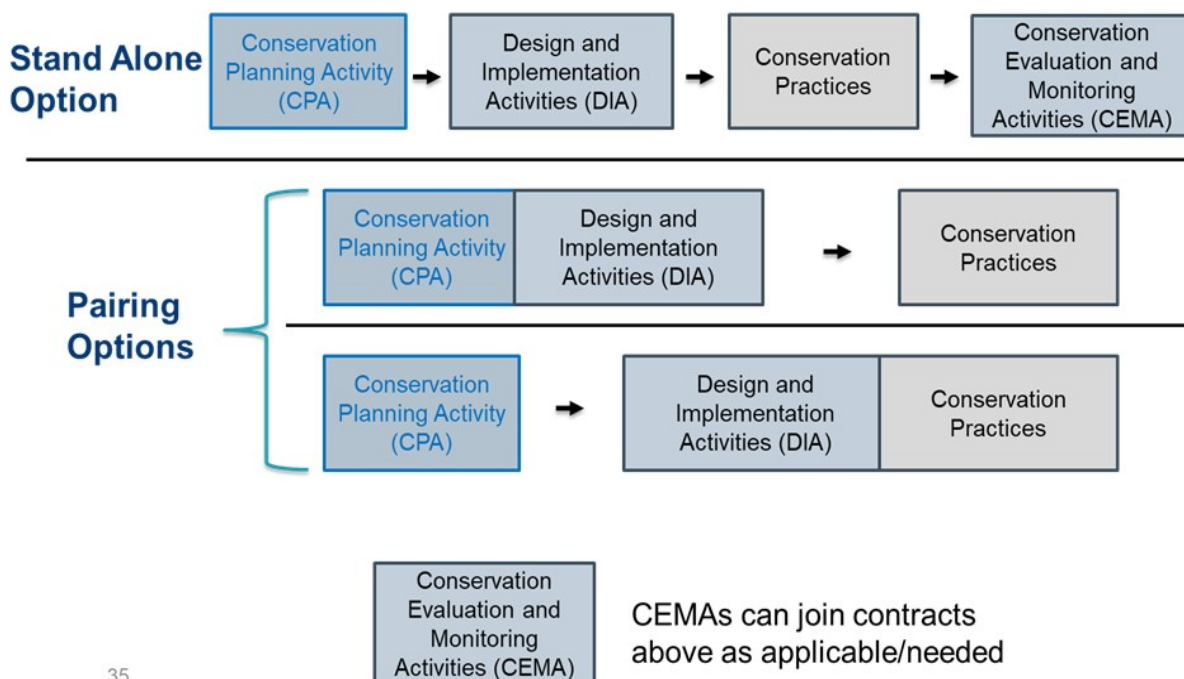 Stand Alone
Option
Conservation
Planning Activity
(CPA)
Design and
Implementation
Activities (DIA)
Conservation
Practices
Conservation
Evaluation and
Monitoring
Activities (CEMA)
Pairing
Options
Conservation
Planning Activity
(CPA)
Design and
Implementation
Activities (DIA)
Conservation
Practices
Conservation
Planning Activity
(CPA)
Design and
Implementation
Activities (DIA)
Conservation
Practices
Conservation
Evaluation and
Monitoring
Activities (CEMA)
CEMAs can join contracts
above as applicable/needed
35